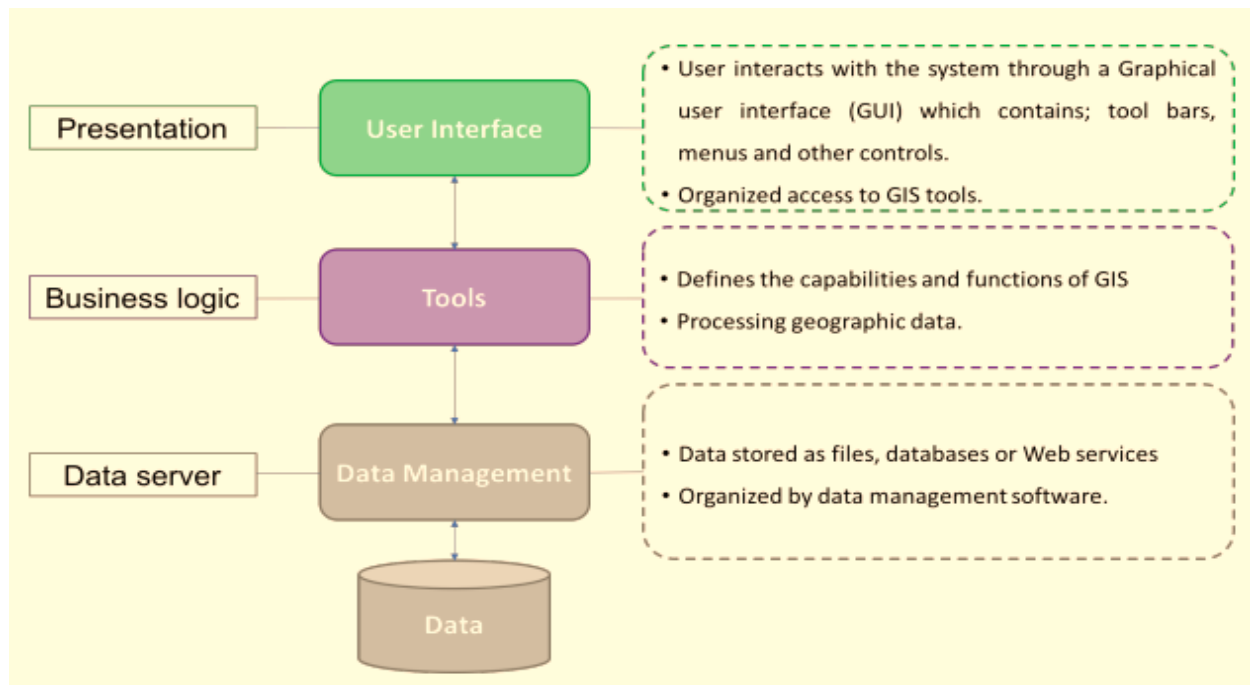 Presentation
User Interface
• User interacts with the system through a Graphical
user interface (GUI) which contains; tool bars,
menus and other controls.
• Organized access to GIS tools.
Business logic
Tools
• Defines the capabilities and functions of GIS
• Processing geographic data.
Data server
Data Management
• Data stored as files, databases or Web services
• Organized by data management software.
Data